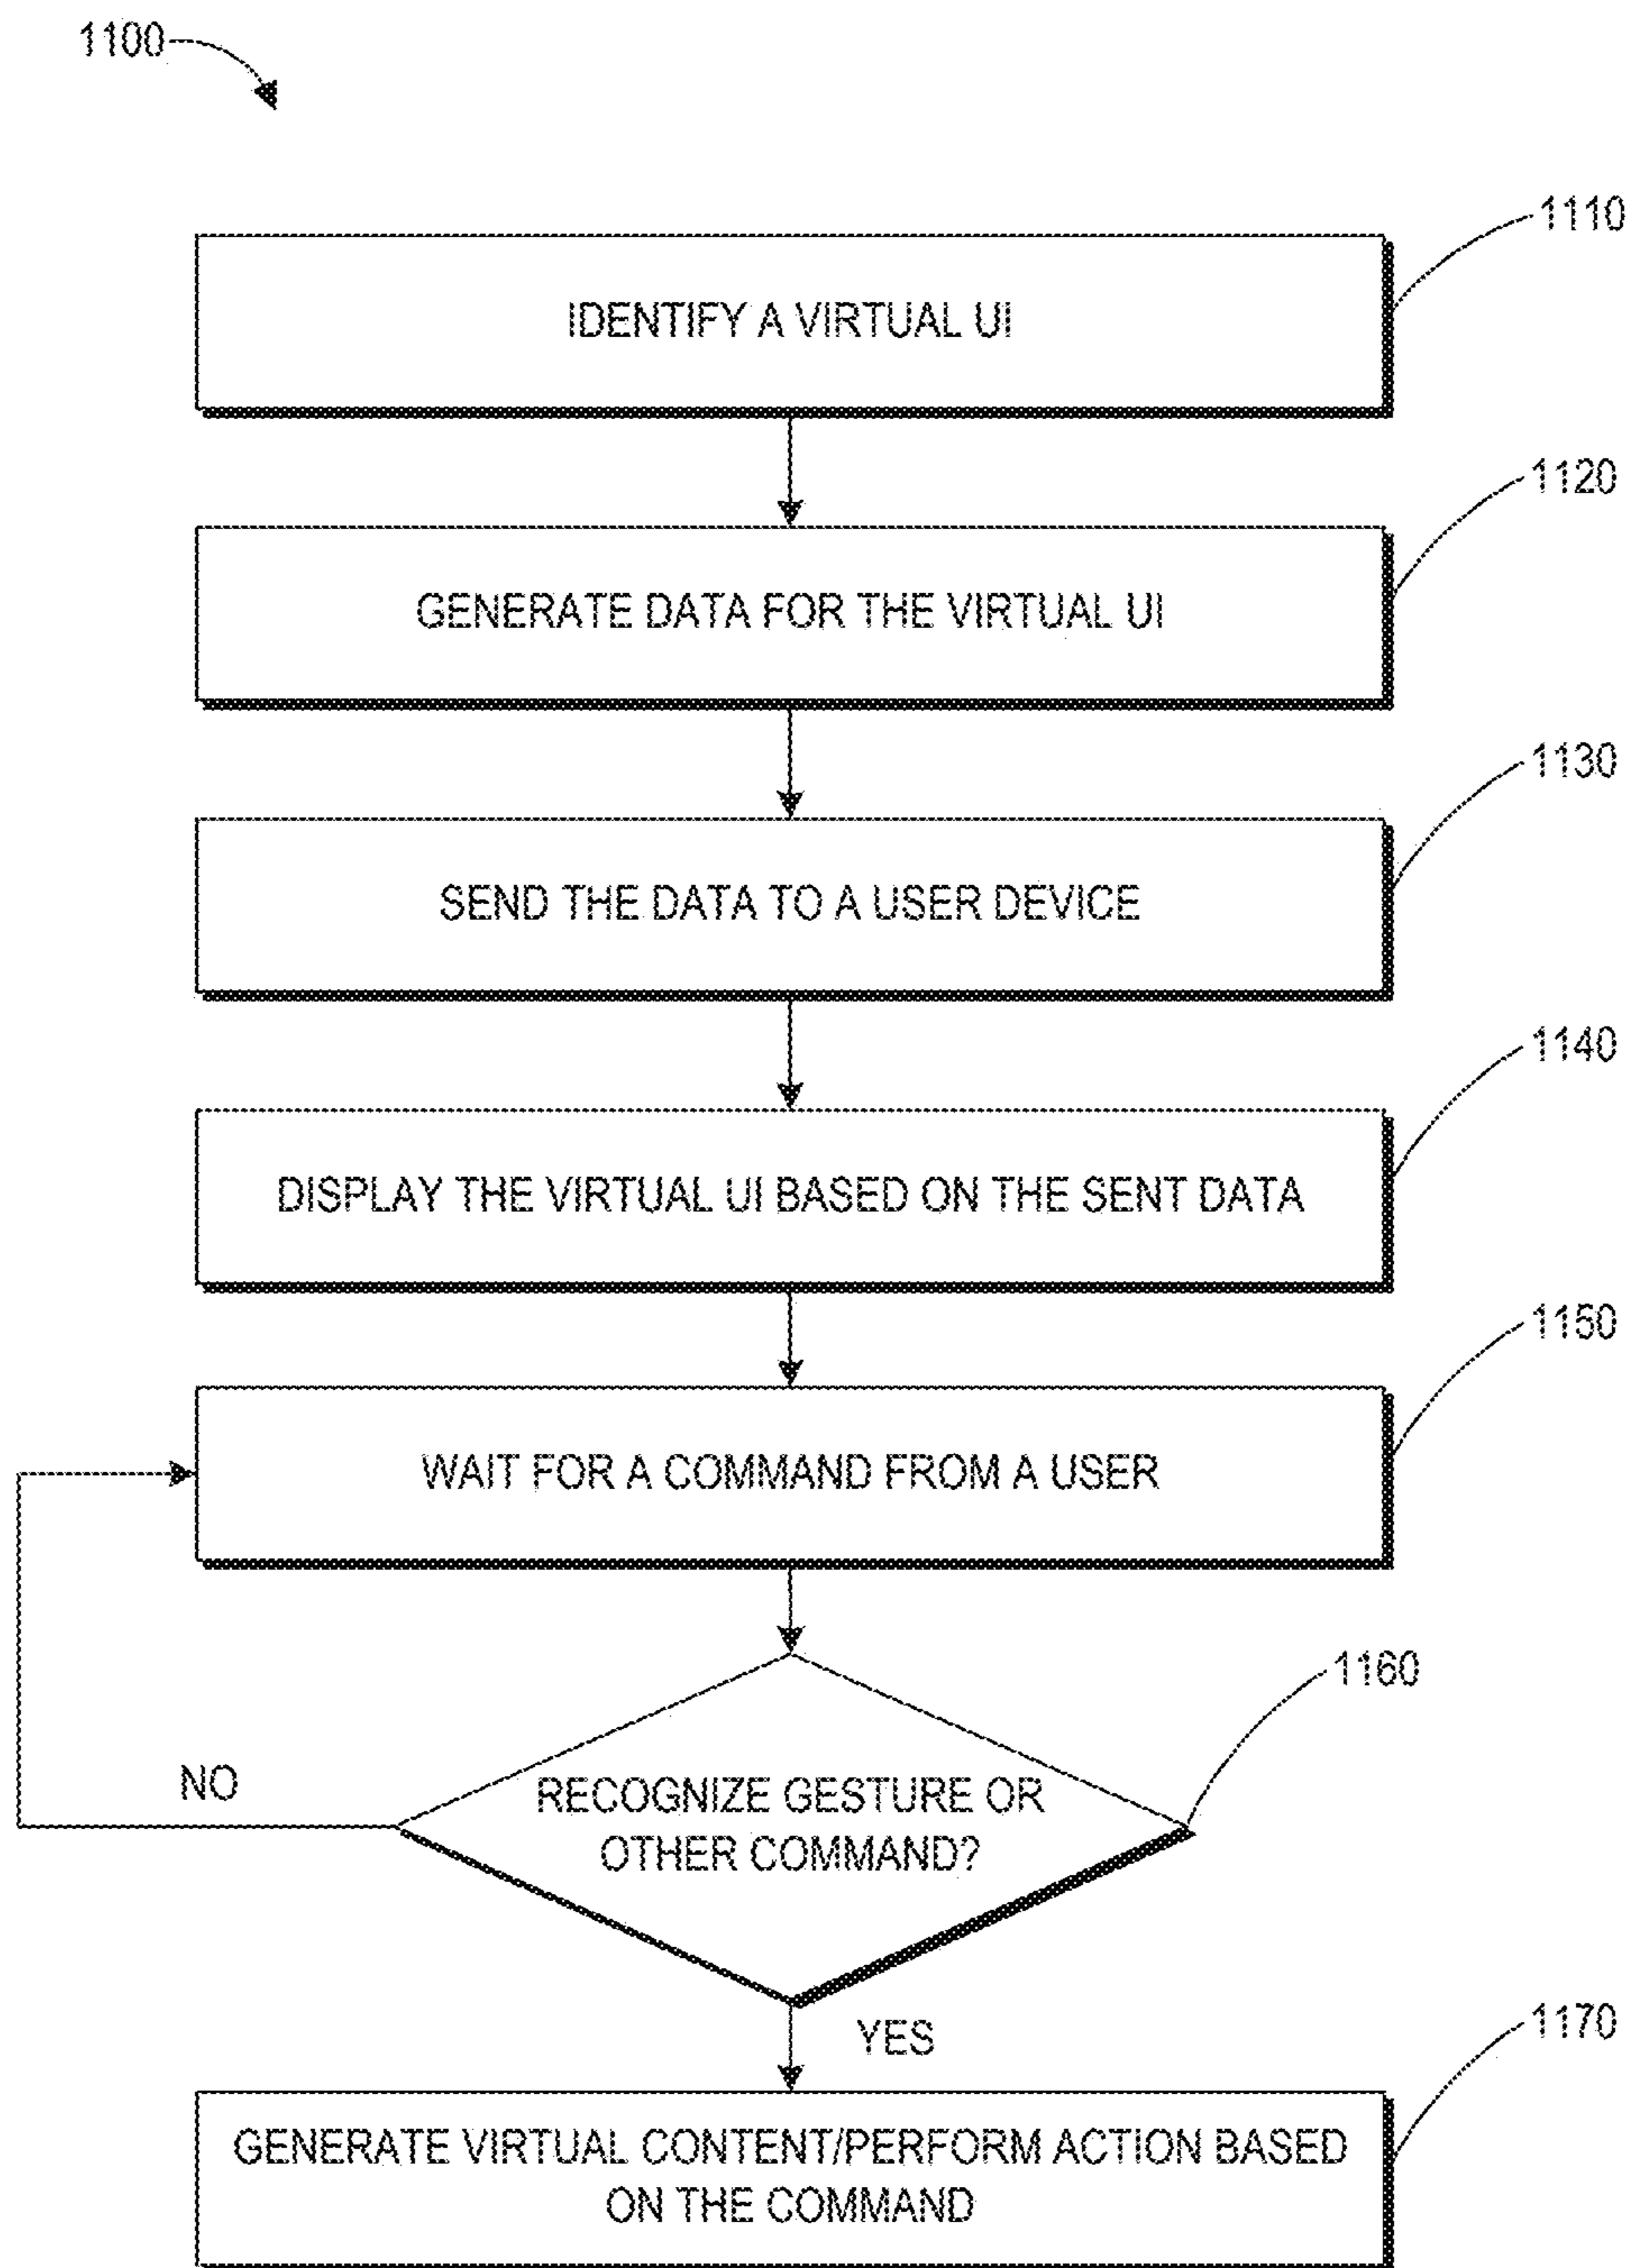 1100
1110
IDENTIFY A VIRTUAL UI
1120
GENERATE DATA FOR THE VIRTUAL UI
1130
SEND THE DATA TO A USER DEVICE
1140
DISPLAY THE VIRTUAL UI BASED ON THE SENT DATA
1150
WAIT FOR A COMMAND FROM A USER
1160
NO
RECOGNIZE GESTURE OR
OTHER COMMAND?
YES
1170
GENERATE VIRTUAL CONTENT/PERFORM ACTION BASED
ON THE COMMAND